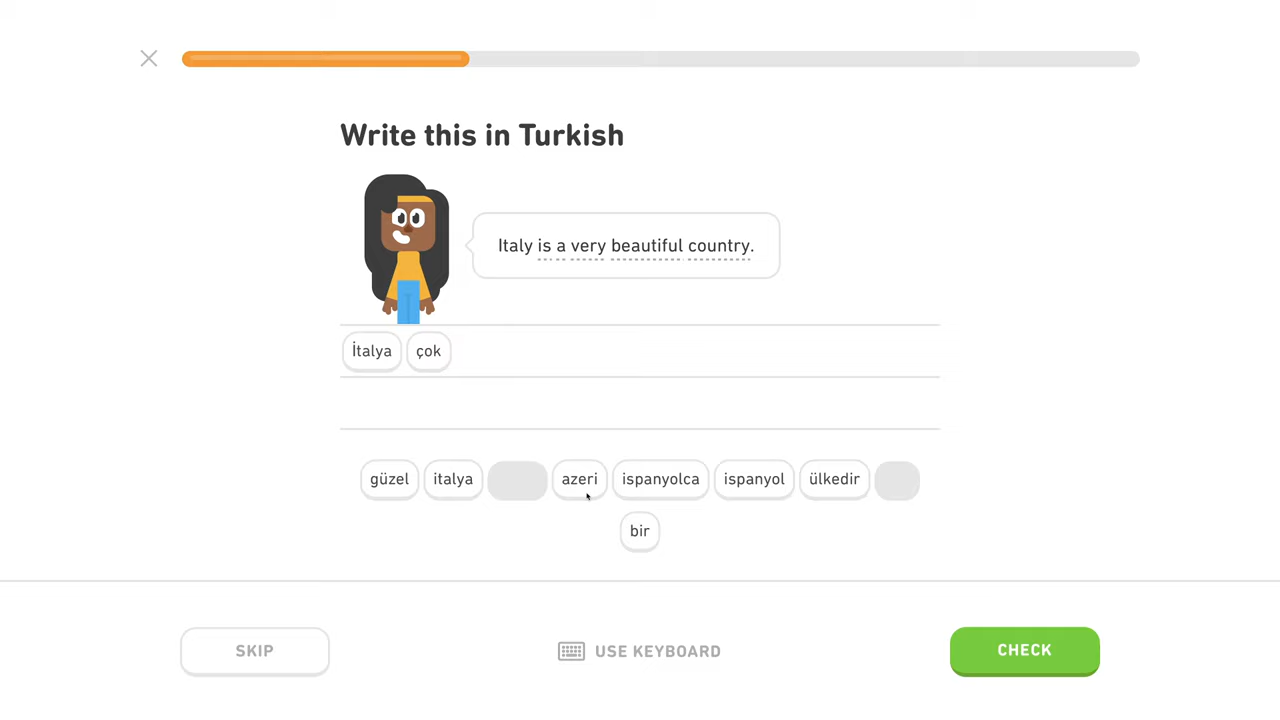 Write this in Turkish
Italy is a very beautiful country.
İtalya çok
güzel italya azeri ispanyolca ispanyol ülkedir
bir
SKIP USE KEYBOARD CHECK